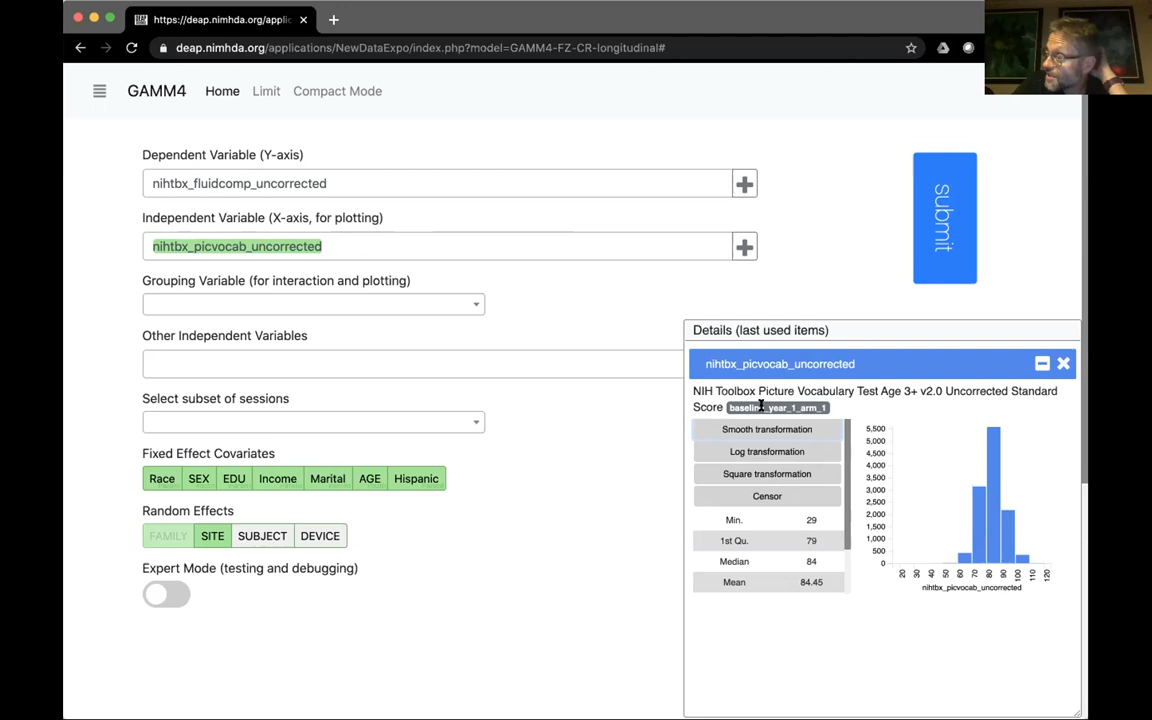 https://deap.nimhda.org/applic
deap.nimhda.org/applications/NewDataExpo/index.php?model=GAMM4-FZ-CR-longitudinal#
GAMM4 Home Limit Compact Mode
Dependent Variable (Y-axis)
nihtbx_fluidcomp_uncorrected
Independent Variable (X-axis, for plotting)
nihtbx_picvocab_uncorrected
Grouping Variable (for interaction and plotting)
Other Independent Variables
Select subset of sessions
Fixed Effect Covariates
Race SEX EDU Income Marital AGE Hispanic
Random Effects
FAMILY SITE SUBJECT DEVICE
Expert Mode (testing and debugging)
submit
Details (last used items)
nihtbx_picvocab_uncorrected
NIH Toolbox Picture Vocabulary Test Age 3+ v2.0 Uncorrected Standard
Score baseline_year_1_arm_1
Smooth transformation
Log transformation
Square transformation
Censor
Min. 29
1st Qu. 79
Median 84
Mean 84.45
5,500
5,000
4,500
4,000
3,500
3,000
2,500
2,000
1,500
1,000
500
0
20 30 40 50 60 70 80 90 100 110 120
nihtbx_picvocab_uncorrected